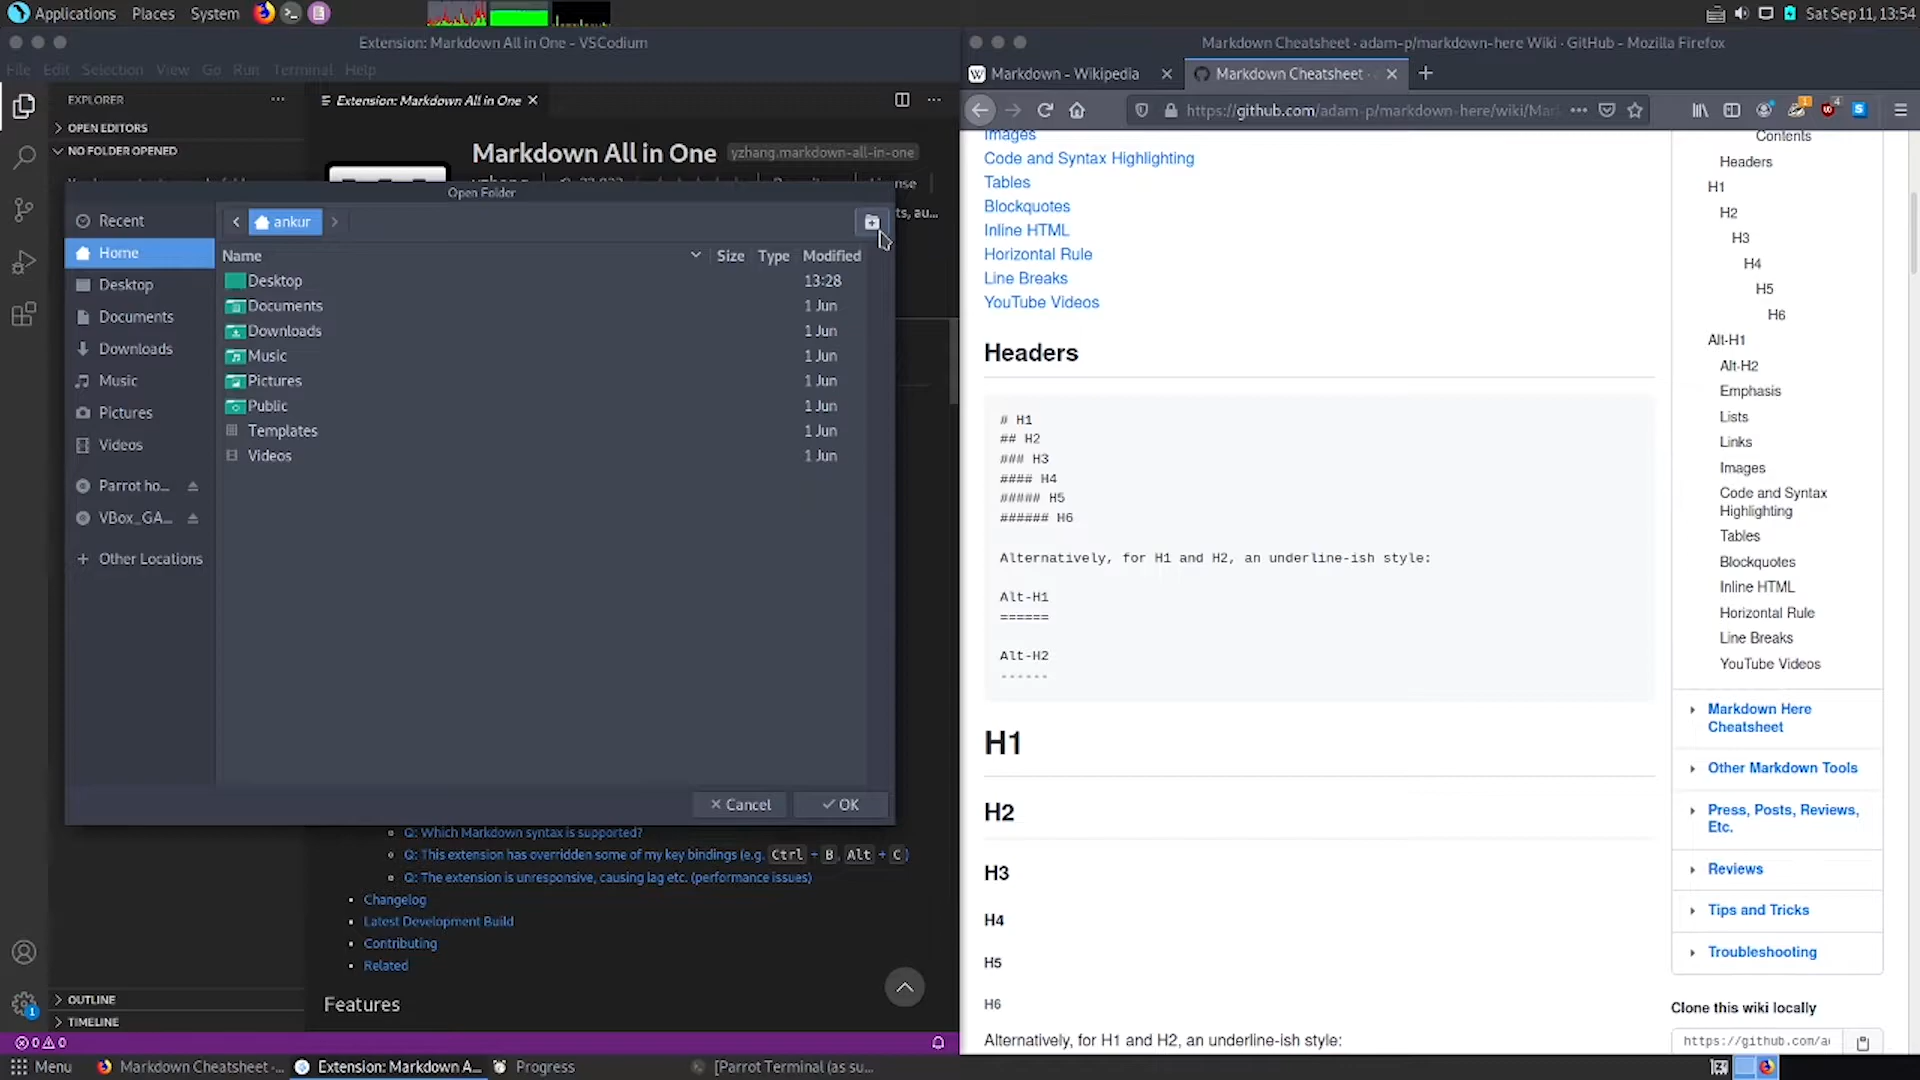 Applications Places System
Sat Sep 11, 13:54
Extension: Markdown All in One - VSCodium
File Edit Selection View Go Run Terminal Help
EXPLORER
Extension: Markdown All in One
OPEN EDITORS
NO FOLDER OPENED
Markdown All in One yzhang.markdown-all-in-one
Open Folder
Recent
Home
Desktop
Documents
Downloads
Music
Pictures
Videos
Parrot ho...
VBox_GA...
Other Locations
ankur
Name Size Type Modified
Desktop 13:28
Documents 1 Jun
Downloads 1 Jun
Music 1 Jun
Pictures 1 Jun
Public 1 Jun
Templates 1 Jun
Videos 1 Jun
Cancel OK
Q: Which Markdown syntax is supported?
Q: This extension has overridden some of my key bindings (e.g. Ctrl + B, Alt + C)
Q: The extension is unresponsive, causing lag etc. (performance issues)
Changelog
Latest Development Build
Contributing
Related
Features
OUTLINE
TIMELINE
0 0
Markdown Cheatsheet · adam-p/markdown-here Wiki · GitHub - Mozilla Firefox
Markdown - Wikipedia
Markdown Cheatsheet ·
https://github.com/adam-p/markdown-here/wiki/Mar
Images
Code and Syntax Highlighting
Tables
Blockquotes
Inline HTML
Horizontal Rule
Line Breaks
YouTube Videos
Headers
# H1
## H2
### H3
#### H4
##### H5
###### H6
Alternatively, for H1 and H2, an underline-ish style:
Alt-H1
======
Alt-H2
------
H1
H2
H3
H4
H5
H6
Alternatively, for H1 and H2, an underline-ish style:
Contents
Headers
H1
H2
H3
H4
H5
H6
Alt-H1
Alt-H2
Emphasis
Lists
Links
Images
Code and Syntax
Highlighting
Tables
Blockquotes
Inline HTML
Horizontal Rule
Line Breaks
YouTube Videos
Markdown Here
Cheatsheet
Other Markdown Tools
Press, Posts, Reviews,
Etc.
Reviews
Tips and Tricks
Troubleshooting
Clone this wiki locally
https://github.com/a
Menu
Markdown Cheatsheet ·...
Extension: Markdown A...
Progress
[Parrot Terminal (as su...